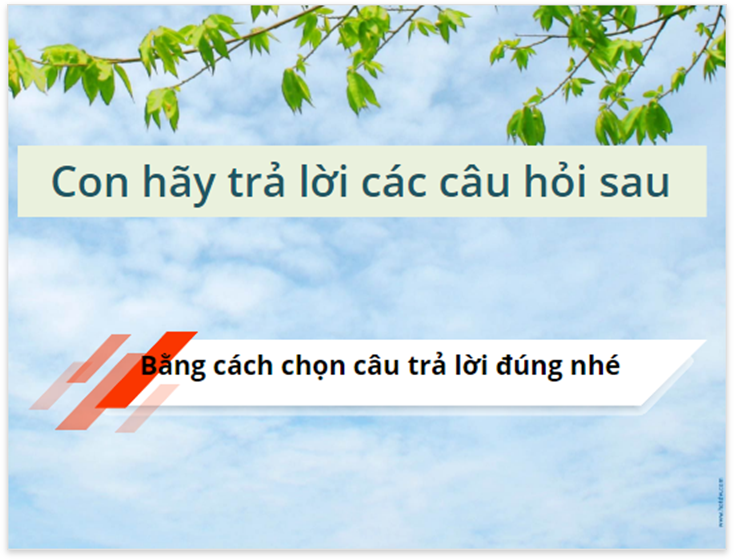 Con hãy trả lời các câu hỏi sau
Bằng cách chọn câu trả lời đúng nhé